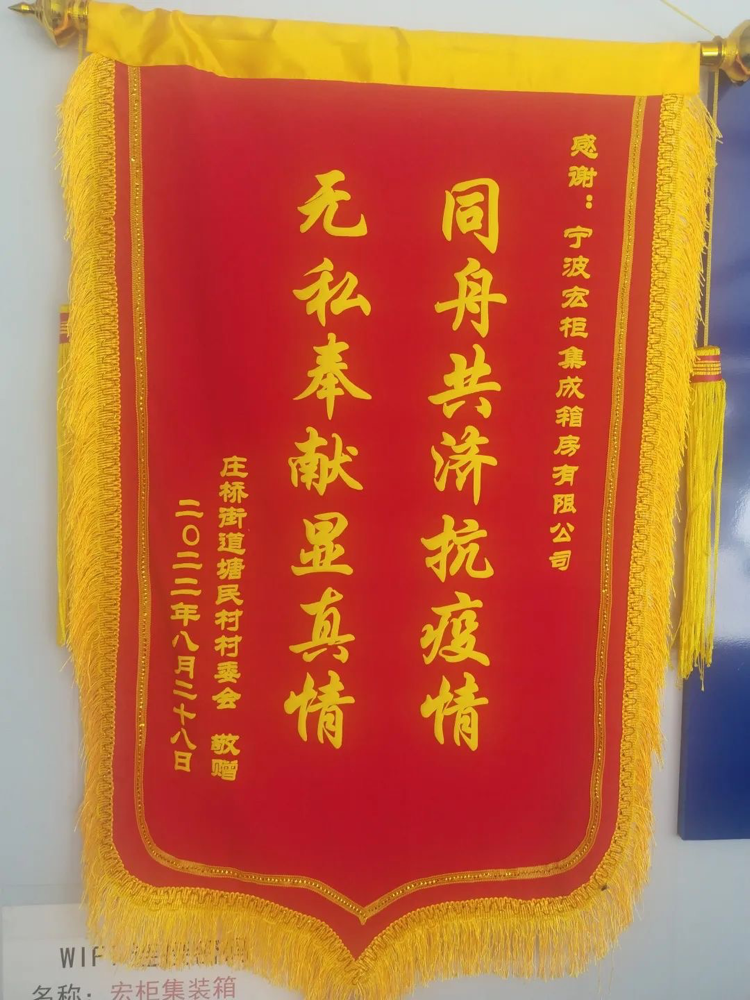 感谢：宁波宏柜集成箱房有限公司
同舟共济抗疫情
无私奉献显真情
庄桥街道塘民村村委会 敬赠
二〇二二年八月二十八日
WIF
名称：宏柜集装箱